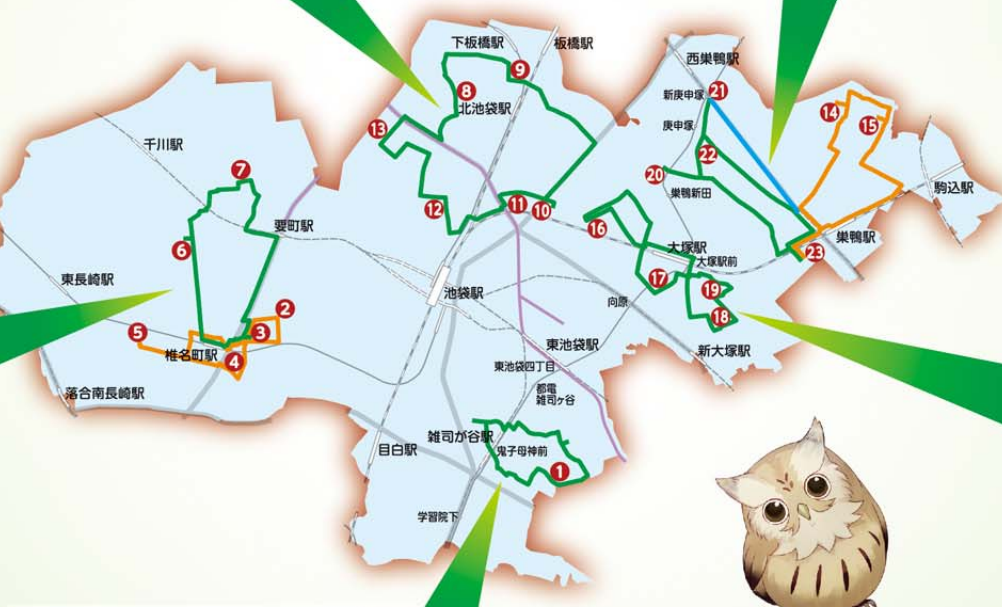 下板橋駅
板橋駅
西巣鴨駅
9
21
新庚申塚
8
北池袋駅
14
15
13
庚申塚
千川駅
22
7
20
巣鴨新田
駒込駅
12
11
10
16
巣鴨駅
要町駅
6
大塚駅
大塚駅前
23
東長崎駅
17
19
池袋駅
向原
2
18
5
3
椎名町駅
4
東池袋駅
新大塚駅
東池袋四丁目
落合南長崎駅
都電
雑司ヶ谷
雑司が谷駅
目白駅
鬼子母神前
1
学習院下